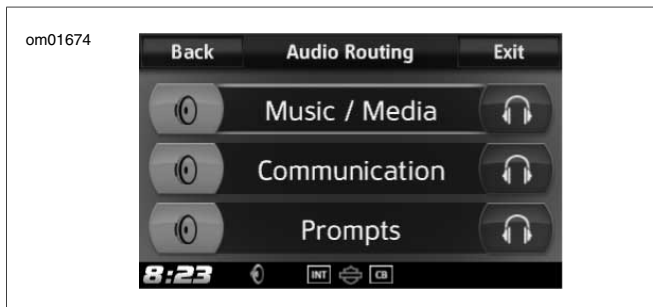 om01674
Back Audio Routing Exit
Music / Media
Communication
Prompts
8:23 INT CB